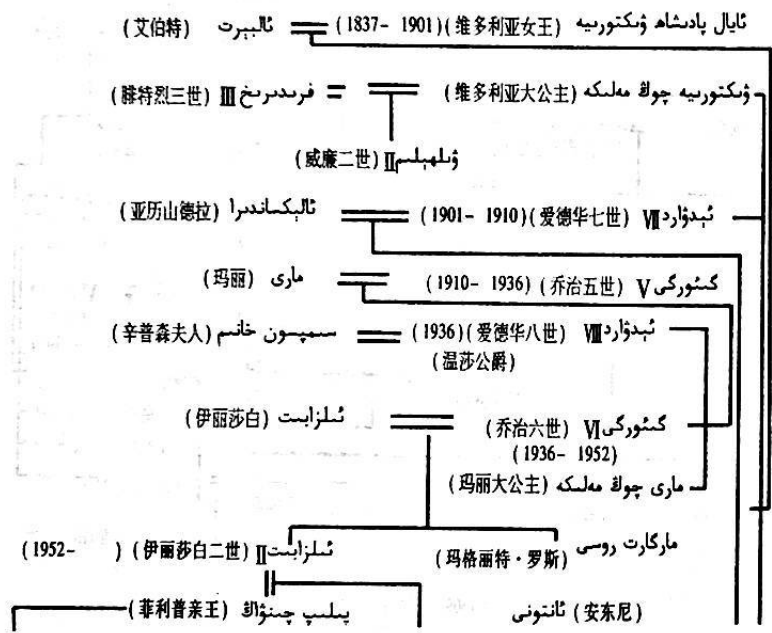 ئايال پادىشاھ ۋىكتورىيە (维多利亚女王) (1837- 1901) ئالبېرت (艾伯特)
ۋىكتورىيە چوڭ مەلىكە (维多利亚大公主) فرىدىرىخ III (腓特烈三世)
ۋىلھېلىم II (威廉二世)
ئېدۋارد VII (爱德华七世) (1901- 1910) ئالېكساندىرا (亚历山德拉)
گىئورگى V (乔治五世) (1910- 1936) مارى (玛丽)
ئېدۋارد VIII (爱德华八世) (1936) سىمپسون خانىم (辛普森夫人)
(温莎公爵)
گىئورگى VI (乔治六世) ئىلزابىت (伊丽莎白)
(1936- 1952)
مارى چوڭ مەلىكە (玛丽大公主)
مارگارت روسى (玛格丽特·罗斯) ئىلزابىت II (伊丽莎白二世) (1952- )
ئانتونى (安东尼) پىلىپ چىنۋاڭ (菲利普亲王)